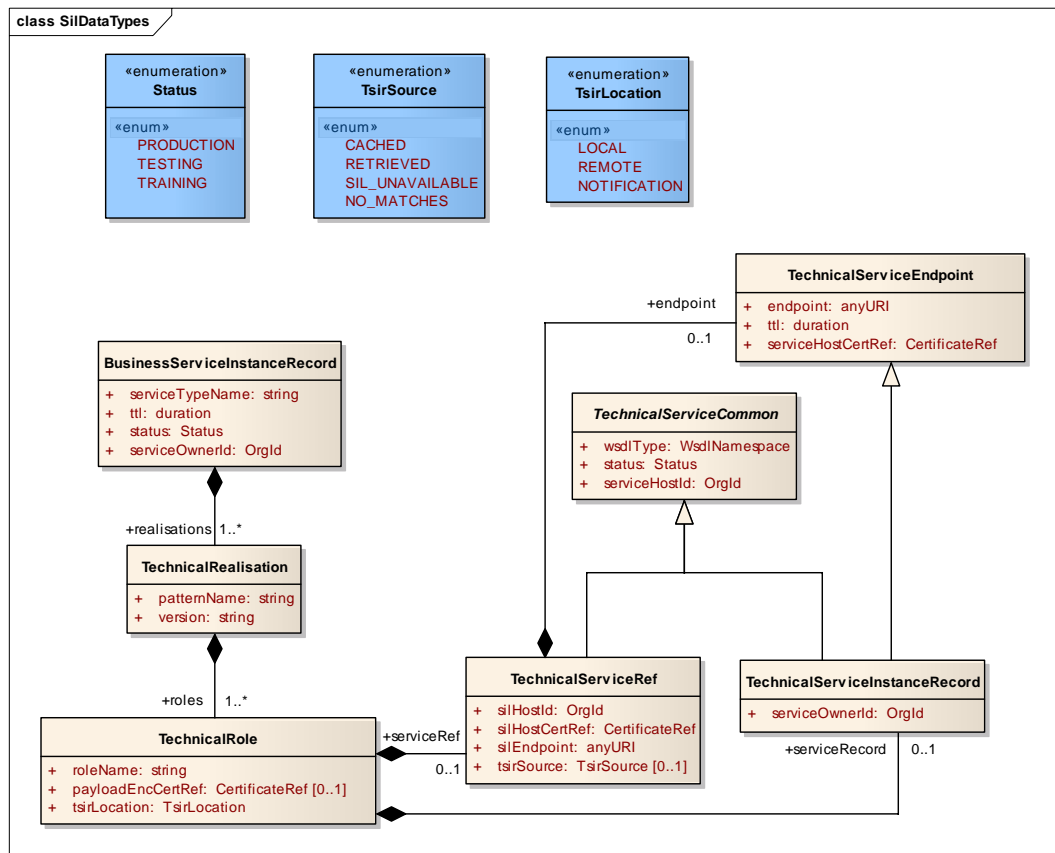 class SilDataTypes
«enumeration»
Status
«enum»
PRODUCTION
TESTING
TRAINING
«enumeration»
TsirSource
«enum»
CACHED
RETRIEVED
SIL_UNAVAILABLE
NO_MATCHES
«enumeration»
TsirLocation
«enum»
LOCAL
REMOTE
NOTIFICATION
TechnicalServiceEndpoint
+ endpoint: anyURI
+ ttl: duration
+ serviceHostCertRef: CertificateRef
+endpoint
0..1
BusinessServiceInstanceRecord
+ serviceTypeName: string
+ ttl: duration
+ status: Status
+ serviceOwnerId: OrgId
TechnicalServiceCommon
+ wsdlType: WsdlNamespace
+ status: Status
+ serviceHostId: OrgId
+realisations 1..*
TechnicalRealisation
+ patternName: string
+ version: string
+roles 1..*
TechnicalServiceRef
+ silHostId: OrgId
+ silHostCertRef: CertificateRef
+ silEndpoint: anyURI
+ tsirSource: TsirSource [0..1]
TechnicalServiceInstanceRecord
+ serviceOwnerId: OrgId
+serviceRecord 0..1
TechnicalRole
+ roleName: string
+ payloadEncCertRef: CertificateRef [0..1]
+ tsirLocation: TsirLocation
+serviceRef
0..1